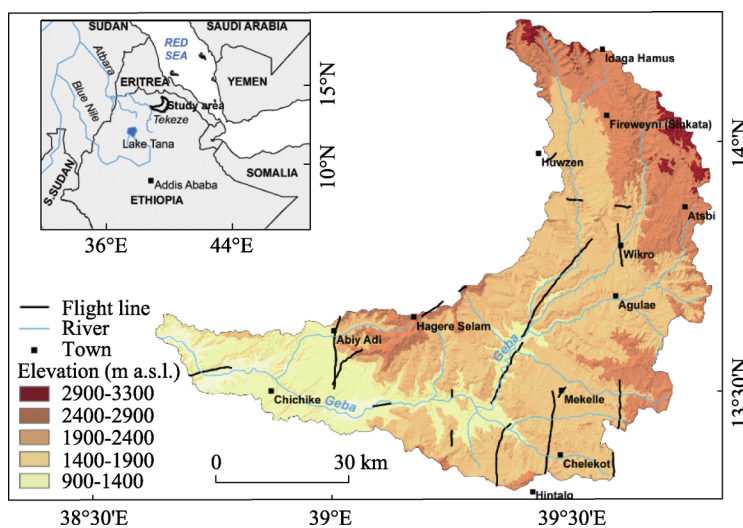 SUDAN
SAUDI ARABIA
RED
SEA
Atbara
ERITREA
YEMEN
Blue Nile
Study area
Tekeze
Lake Tana
S.SUDAN
Addis Ababa
SOMALIA
ETHIOPIA
15°N
10°N
36°E
44°E
Idaga Hamus
Fireweyni (Sinkata)
14°N
Huwzen
Atsbi
Wikro
Agulae
Flight line
River
Town
Elevation (m a.s.l.)
2900-3300
2400-2900
1900-2400
1400-1900
900-1400
Hagere Selam
Abiy Adi
Geba
Chichike
Geba
Mekelle
13°30'N
0 30 km
Chelekot
Hintalo
38°30'E
39°E
39°30'E